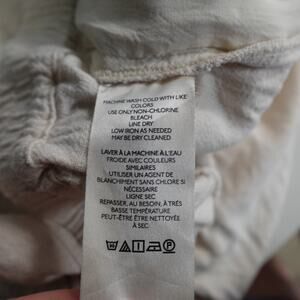 MACHINE WASH COLD WITH LIKE
COLORS
USE ONLY NON-CHLORINE
BLEACH
LINE DRY
LOW IRON AS NEEDED
MAY BE DRY CLEANED
LAVER À LA MACHINE À L'EAU
FROIDE AVEC COULEURS
SIMILAIRES
UTILISER UN AGENT DE
BLANCHIMENT SANS CHLORE SI
NÉCESSAIRE
LIGNE SEC
REPASSER, AU BESOIN, À TRÈS
BASSE TEMPÉRATURE
PEUT-ÊTRE ÊTRE NETTOYÉE
À SEC